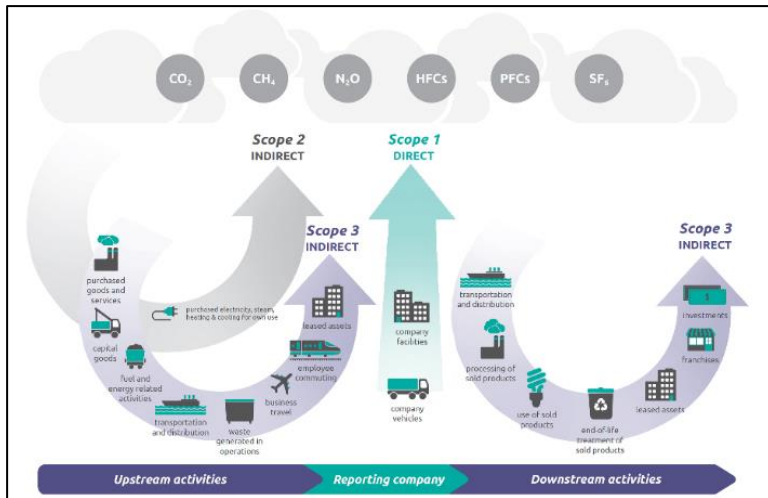 CO₂
CH₄
N₂O
HFCs
PFCs
SF₆
Scope 2
INDIRECT
Scope 1
DIRECT
Scope 3
INDIRECT
Scope 3
INDIRECT
purchased
goods and
services
capital
goods
fuel and
energy related
activities
transportation
and distribution
waste
generated in
operations
business
travel
employee
commuting
leased assets
purchased electricity, steam,
heating & cooling for own use
company
facilities
company
vehicles
transportation
and distribution
processing of
sold products
use of sold
products
end-of-life
treatment of
sold products
leased assets
franchises
1
investments
Upstream activities
Reporting company
Downstream activities